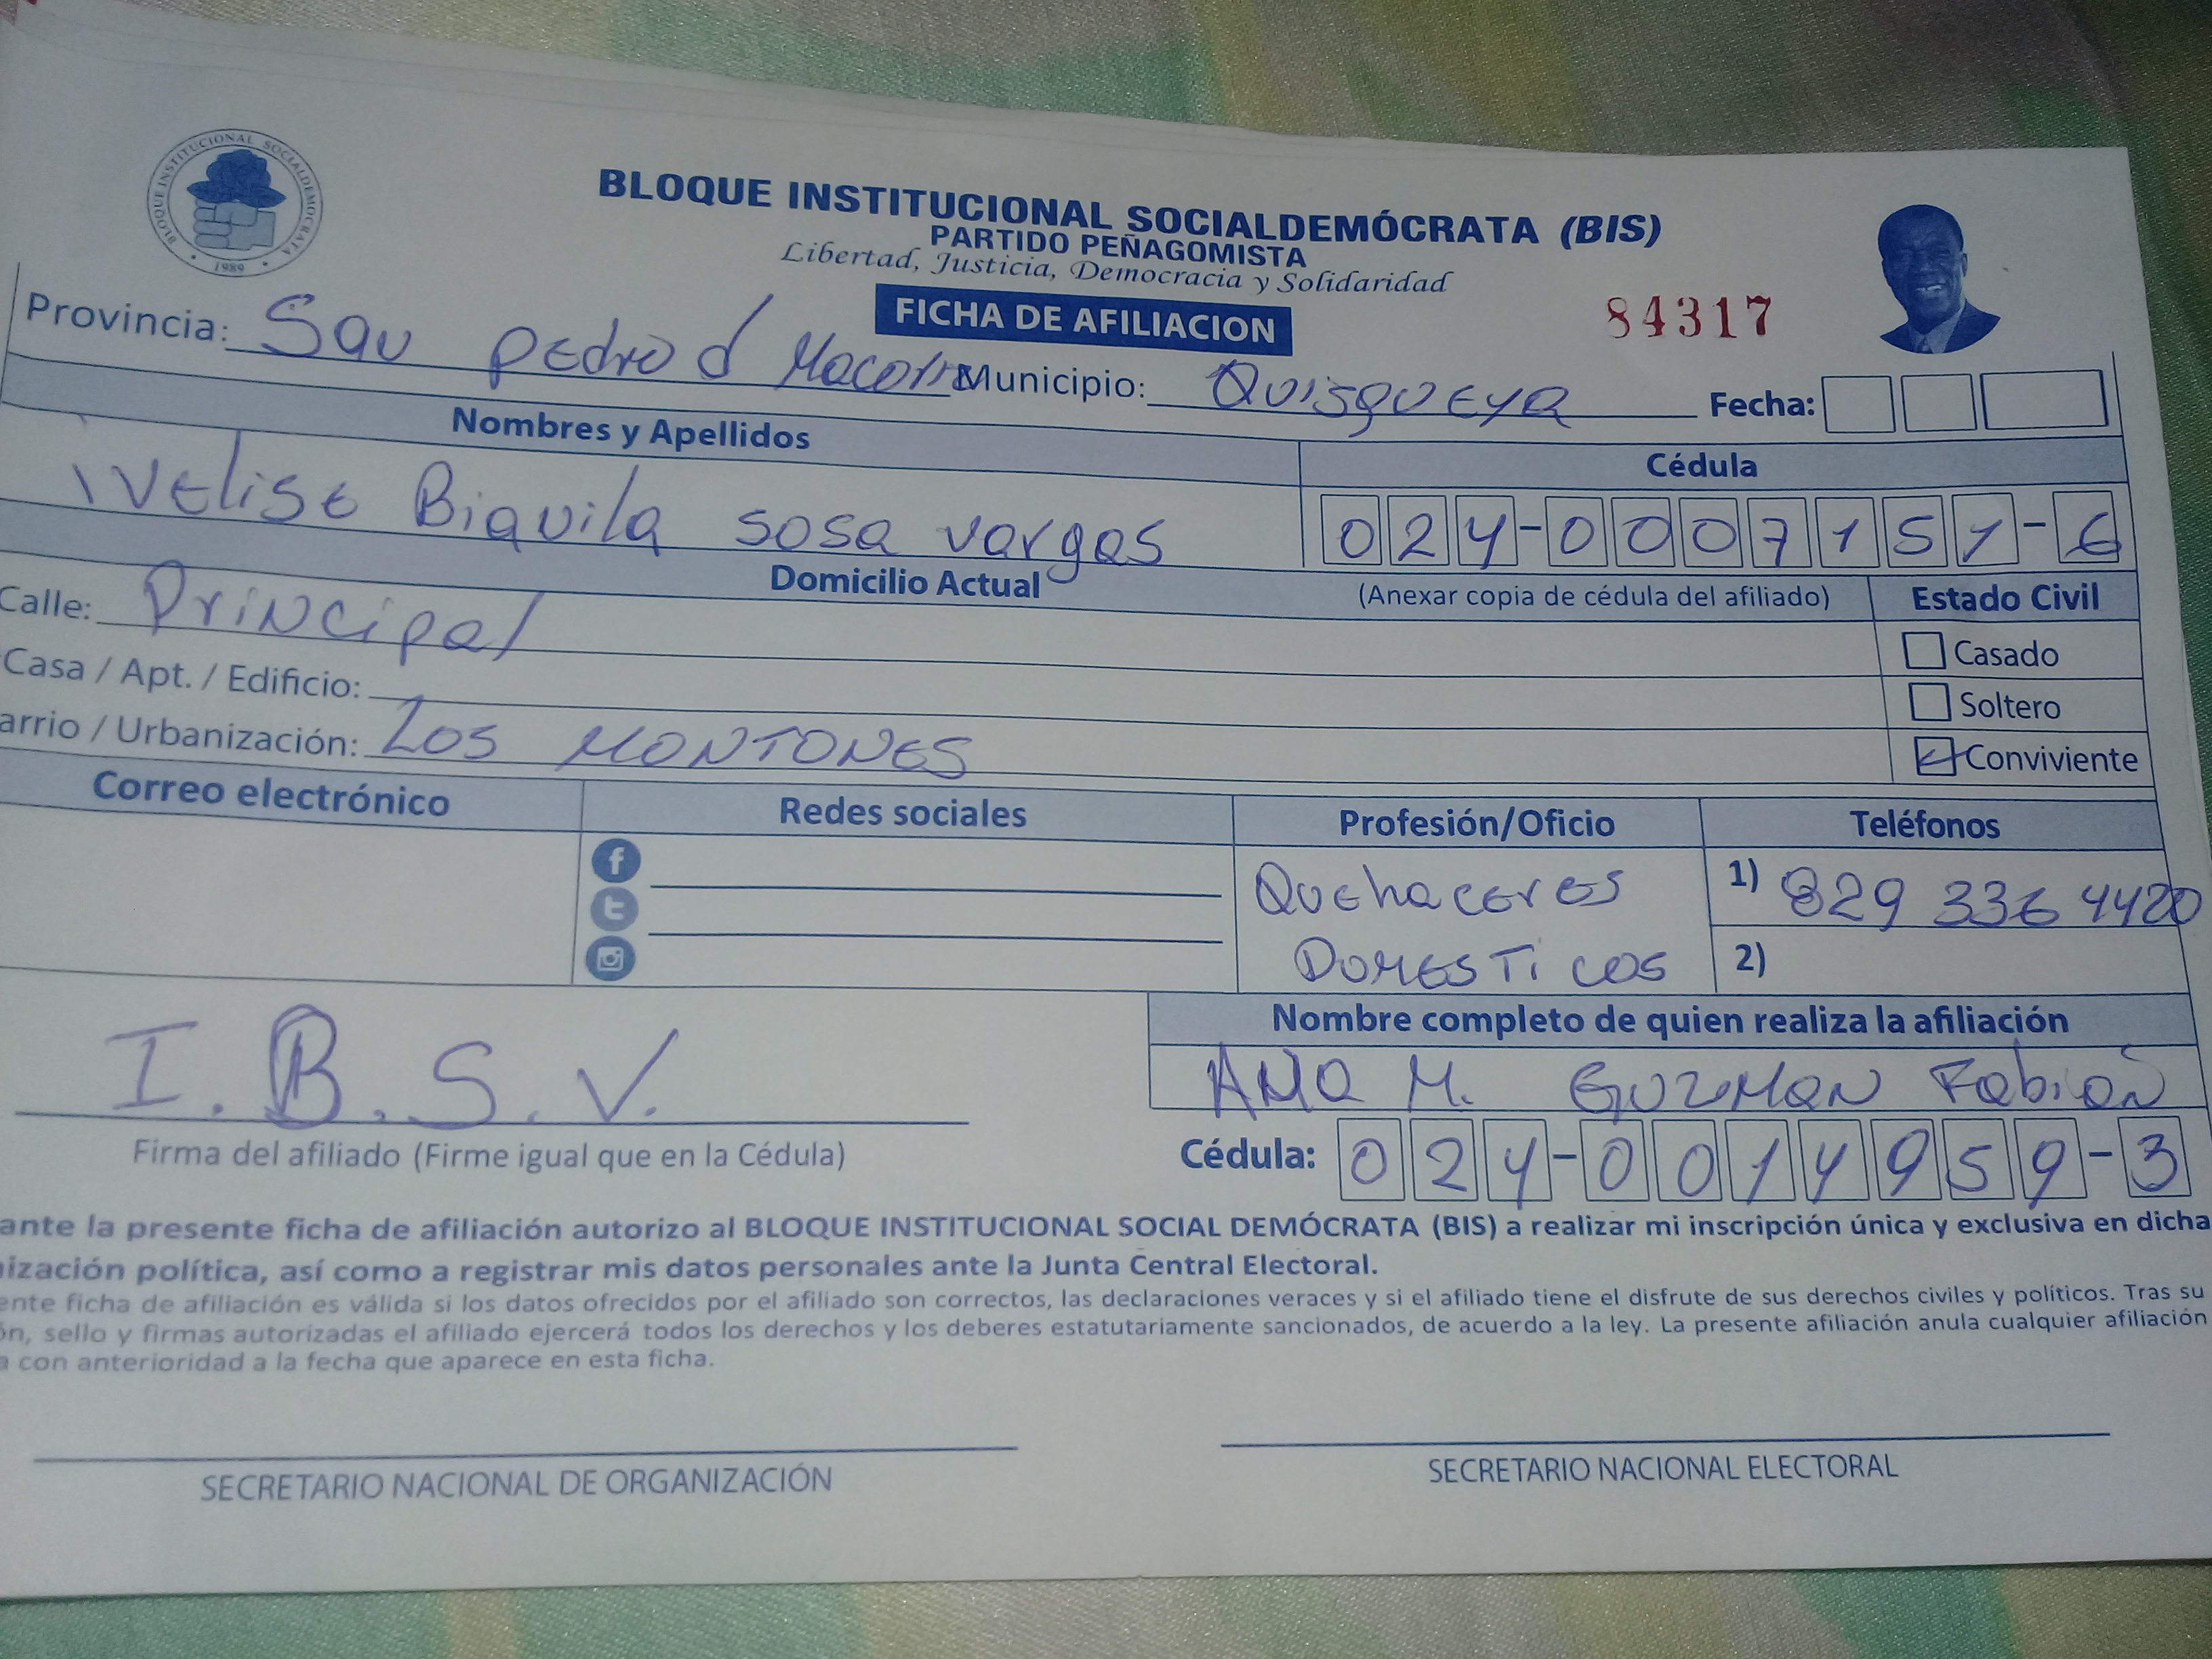 BLOQUE INSTITUCIONAL SOCIALDEMOCRATA
1989
BLOQUE INSTITUCIONAL SOCIALDEMÓCRATA (BIS)
PARTIDO PEÑAGOMISTA
Libertad, Justicia, Democracia y Solidaridad
FICHA DE AFILIACION
84317
Provincia: San Pedro d Macoris Municipio: Quisqueya Fecha:
Nombres y Apellidos
Cédula
Ivelise Biquila sosa vargas
024-0007151-6
Domicilio Actual
(Anexar copia de cédula del afiliado)
Estado Civil
Calle: Principal
Casado
Casa / Apt. / Edificio:
Soltero
arrio / Urbanización: Los MONTONES
Conviviente
Correo electrónico
Redes sociales
Profesión/Oficio
Teléfonos
Quehaceres
1) 829 336 4420
Domesticos
2)
I. B. S. V.
Nombre completo de quien realiza la afiliación
ANA M. GUZMAN Fabian
Firma del afiliado (Firme igual que en la Cédula)
Cédula: 024-0014959-3
ante la presente ficha de afiliación autorizo al BLOQUE INSTITUCIONAL SOCIAL DEMÓCRATA (BIS) a realizar mi inscripción única y exclusiva en dicha
ización política, así como a registrar mis datos personales ante la Junta Central Electoral.
ente ficha de afiliación es válida si los datos ofrecidos por el afiliado son correctos, las declaraciones veraces y si el afiliado tiene el disfrute de sus derechos civiles y políticos. Tras su
ón, sello y firmas autorizadas el afiliado ejercerá todos los derechos y los deberes estatutariamente sancionados, de acuerdo a la ley. La presente afiliación anula cualquier afiliación
a con anterioridad a la fecha que aparece en esta ficha.
SECRETARIO NACIONAL DE ORGANIZACIÓN
SECRETARIO NACIONAL ELECTORAL